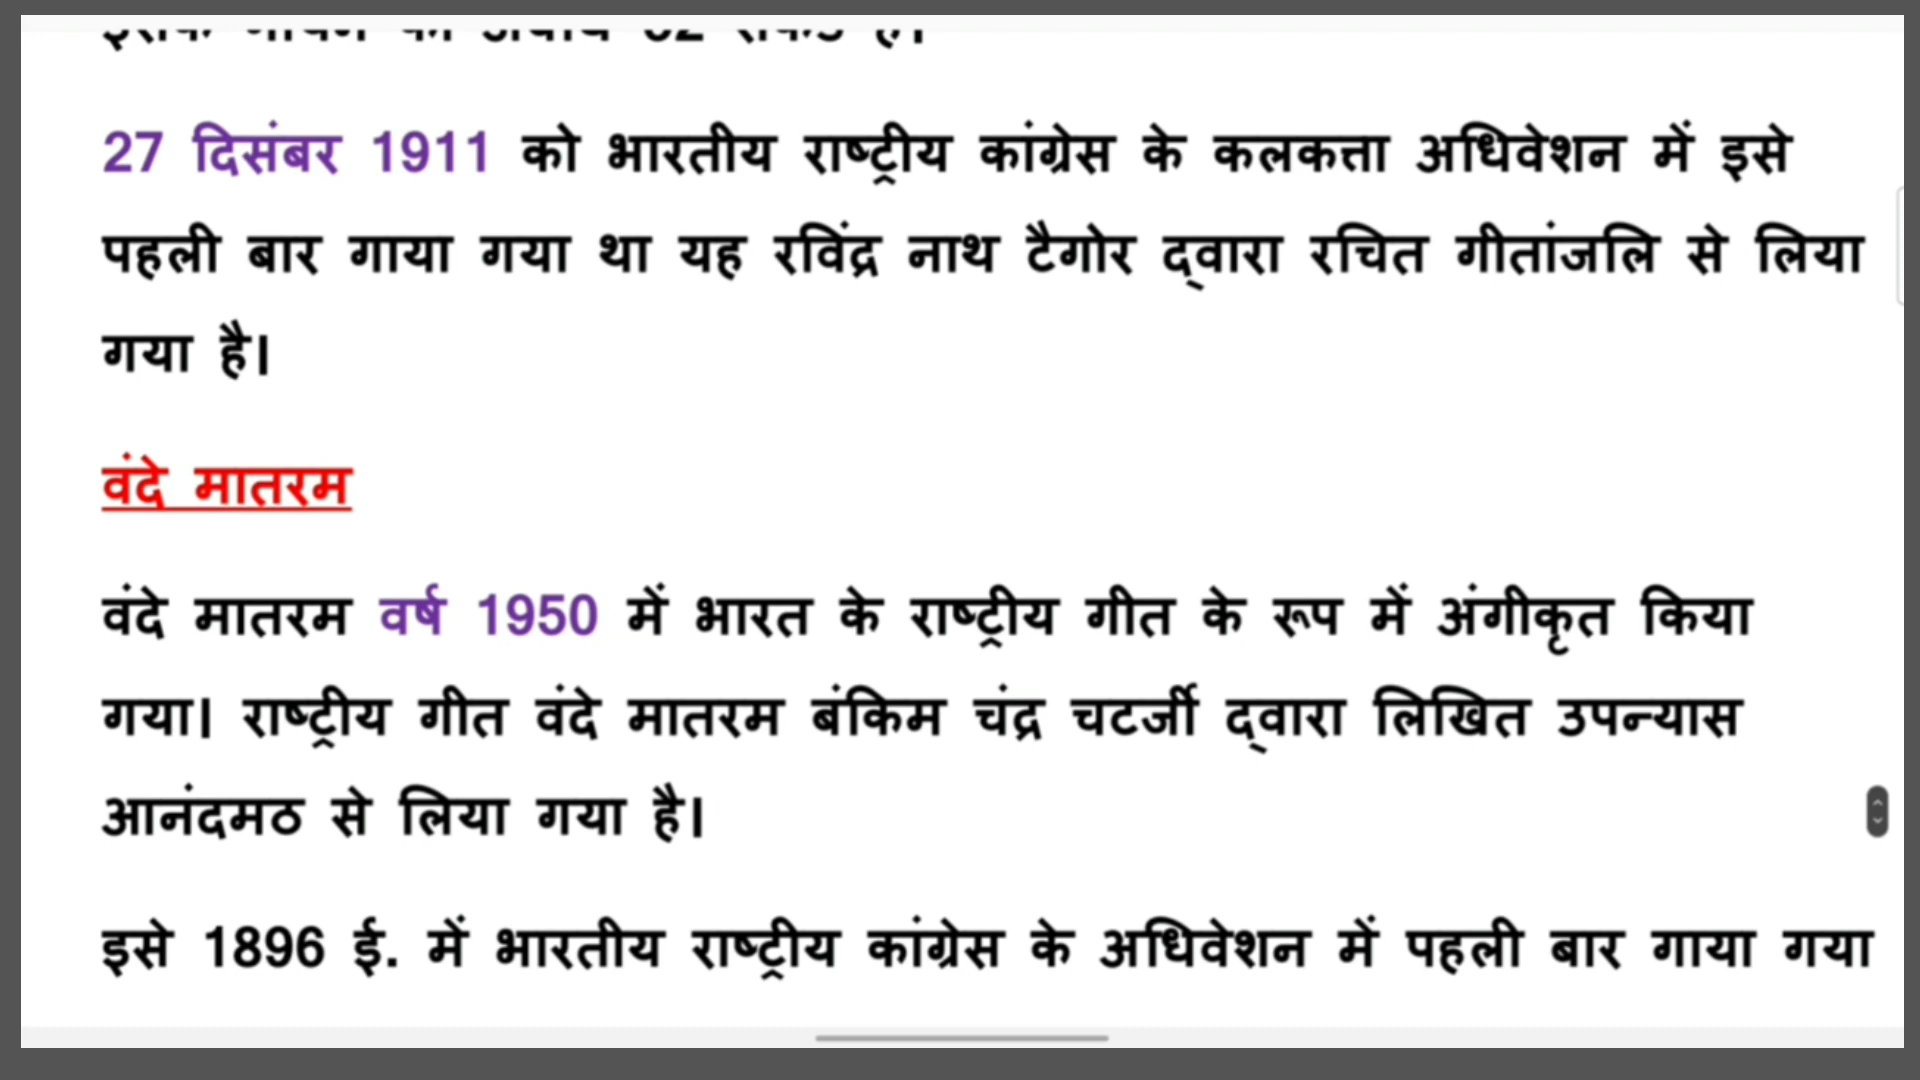 27 दिसंबर 1911 को भारतीय राष्ट्रीय कांग्रेस के कलकत्ता अधिवेशन में इसे
पहली बार गाया गया था यह रविंद्र नाथ टैगोर द्वारा रचित गीतांजलि से लिया
गया है।
वंदे मातरम
वंदे मातरम वर्ष 1950 में भारत के राष्ट्रीय गीत के रूप में अंगीकृत किया
गया। राष्ट्रीय गीत वंदे मातरम बंकिम चंद्र चटर्जी द्वारा लिखित उपन्यास
आनंदमठ से लिया गया है।
इसे 1896 ई. में भारतीय राष्ट्रीय कांग्रेस के अधिवेशन में पहली बार गाया गया